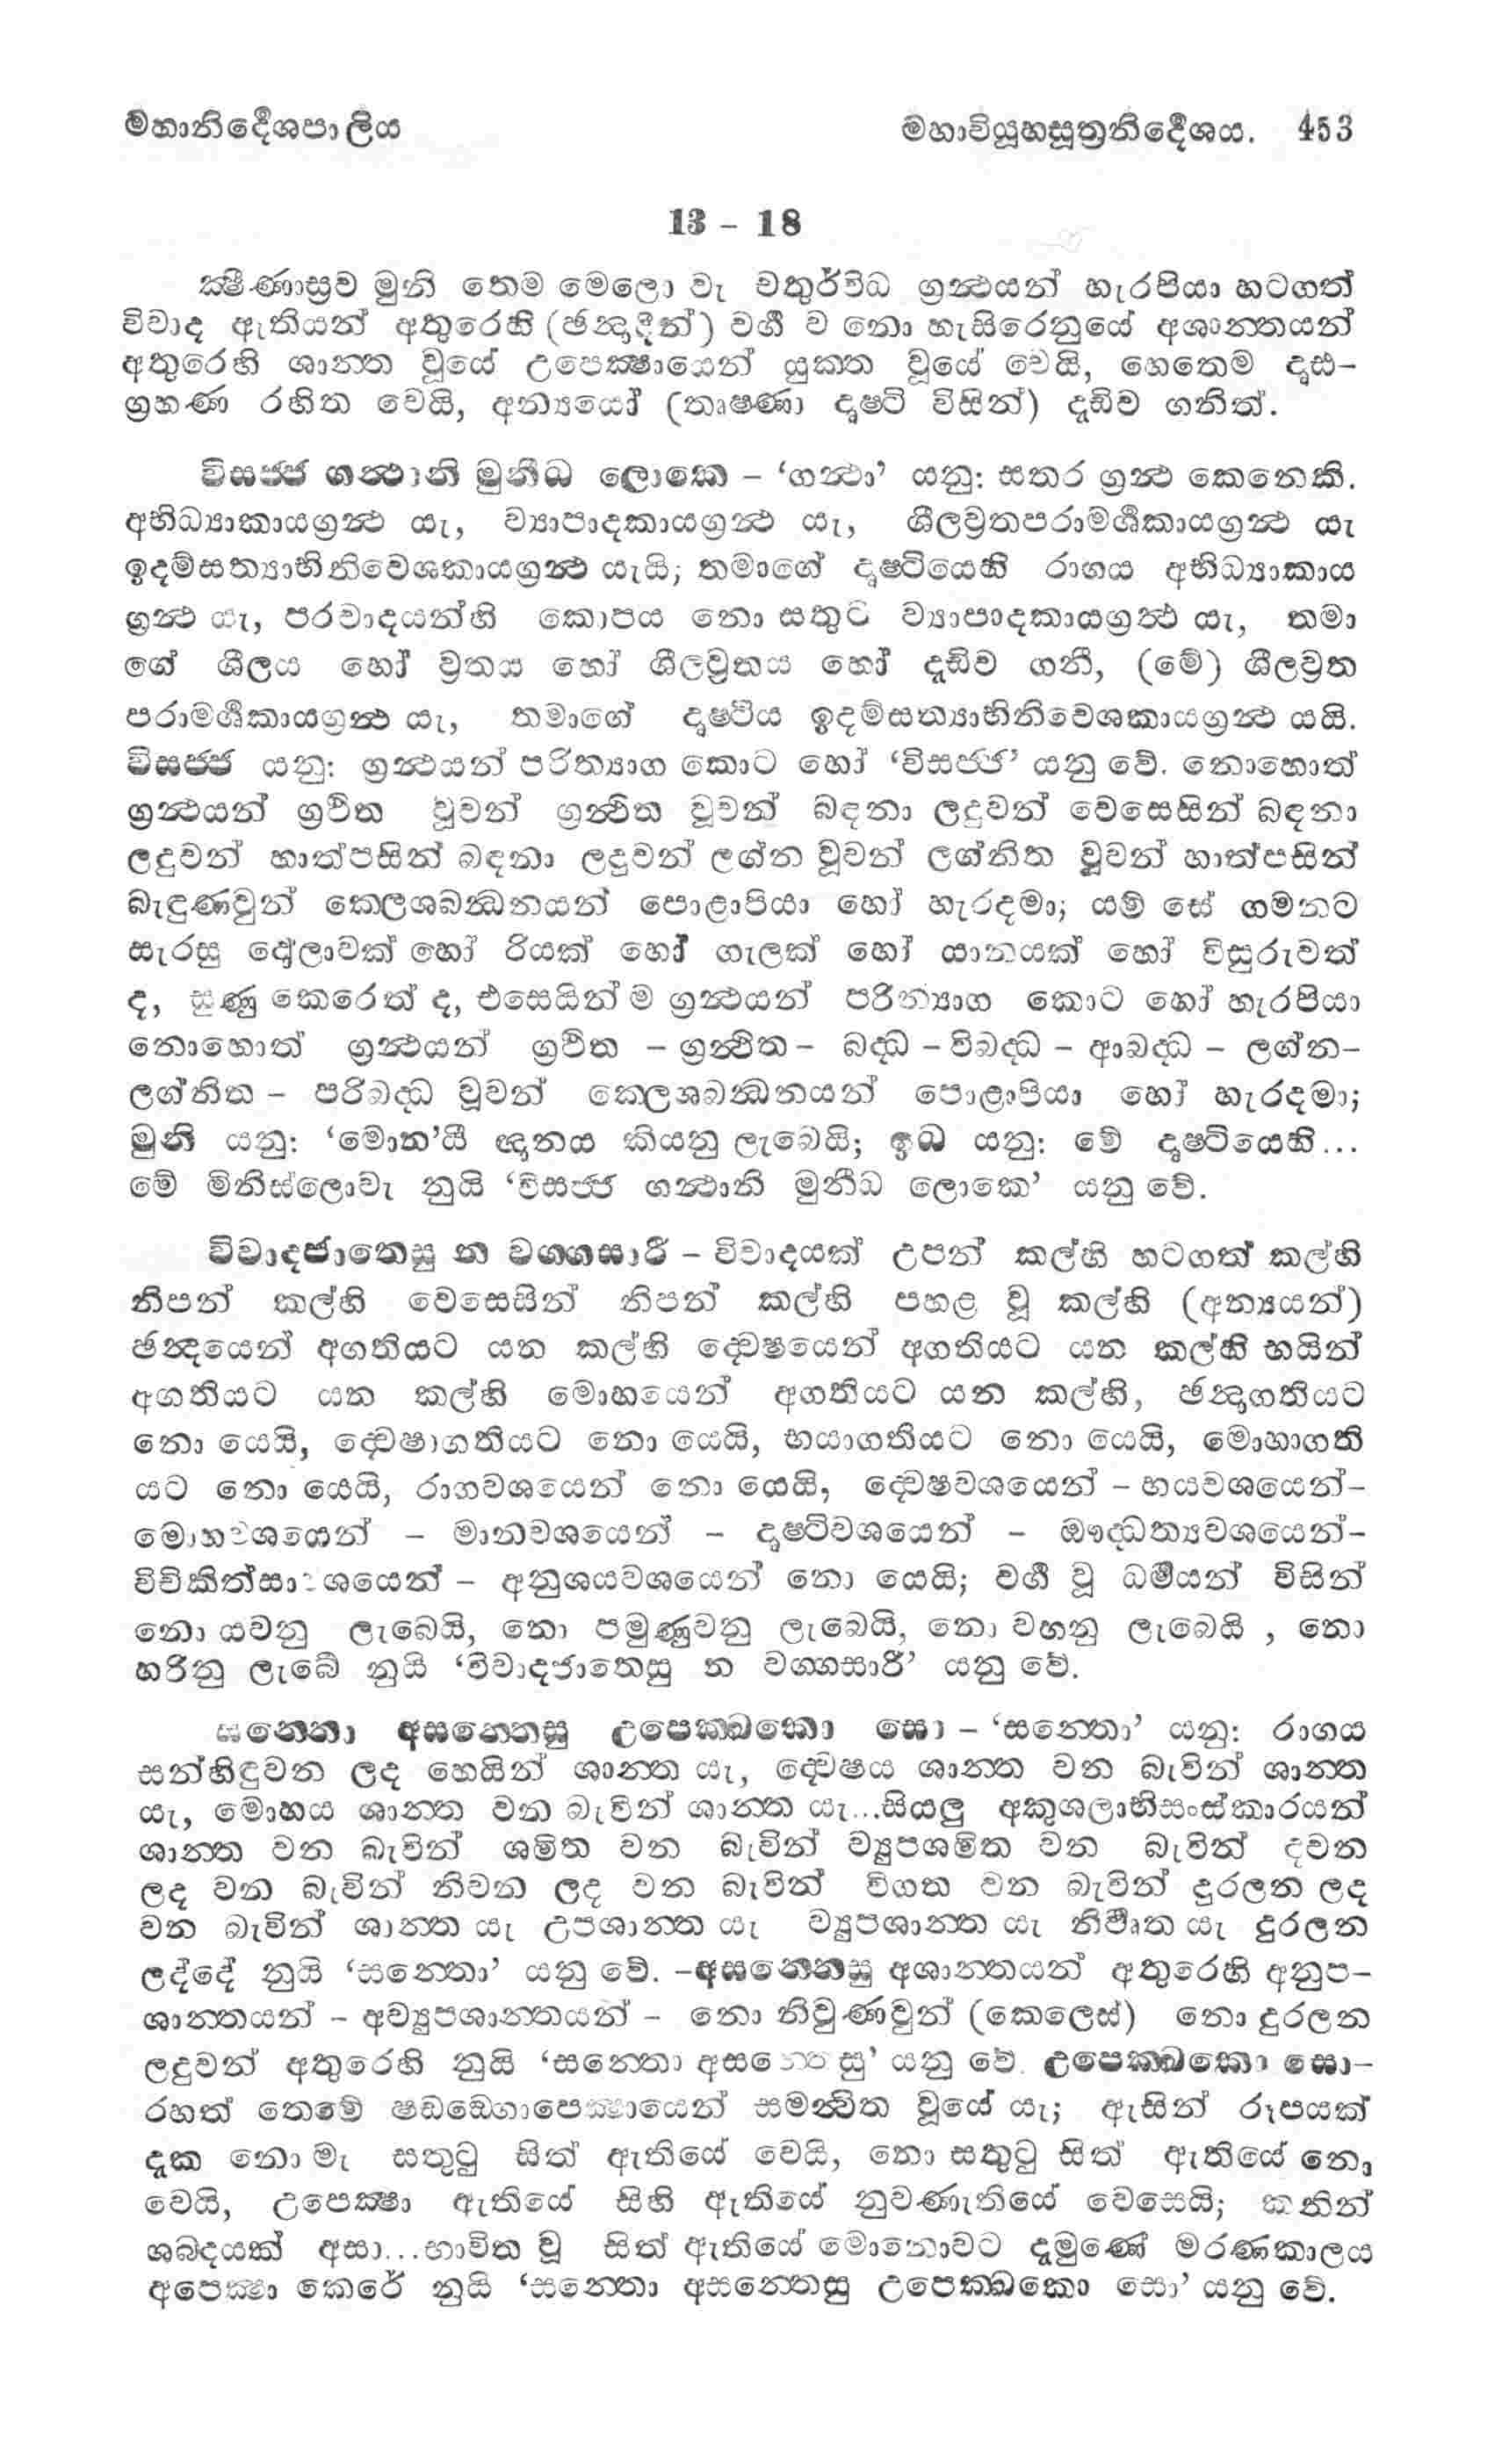 මහානිර්දේශපාලිය මහාවියූහසූත්‍රනිර්දේශය. 453
13 - 18
ක්ෂීණාස්‍රව මුනි තෙම මෙලො වැ චතුර්විධ ග්‍රන්ථයන් හැරපියා හටගත්
විවාද ඇතියන් අතුරෙහි (ඡන්දාදීන්) වර්ග ව නො හැසිරෙනුයේ අශාන්තයන්
අතුරෙහි ශාන්ත වූයේ උපෙක්ෂායෙන් යුක්ත වූයේ වෙයි, හෙතෙම දෘඪ-
ග්‍රහණ රහිත වෙයි, අන්‍යයෝ (තෘෂ්ණා දෘෂ්ටි විසින්) දැඩිව ගනිත්.
විසජ්ජ ගන්ථානි මුනීධ ලොකෙ - ‘ගන්ථා’ යනු: සතර ග්‍රන්ථ කෙනෙකි.
අභිධ්‍යාකායග්‍රන්ථ යැ, ව්‍යාපාදකායග්‍රන්ථ යැ, ශීලව්‍රතපරාමර්ශකායග්‍රන්ථ යැ
ඉදම්සත්‍යාභිනිවෙශකායග්‍රන්ථ යැයි; තමාගේ දෘෂ්ටියෙහි රාගය අභිධ්‍යාකාය
ග්‍රන්ථ යැ, පරවාදයන්හි කොපය නො සතුට ව්‍යාපාදකායග්‍රන්ථ යැ, තමා
ගේ ශීලය හෝ ව්‍රතය හෝ ශීලව්‍රතය හෝ දැඩිව ගනී, (මේ) ශීලව්‍රත
පරාමර්ශකායග්‍රන්ථ යැ, තමාගේ දෘෂ්ටිය ඉදම්සත්‍යාභිනිවෙශකායග්‍රන්ථ යයි.
විසජ්ජ යනු: ග්‍රන්ථයන් පරිත්‍යාග කොට හෝ ‘විසජ්ජ’ යනු වේ. නොහොත්
ග්‍රන්ථයන් ග්‍රථිත වූවන් ග්‍රන්ථිත වූවන් බඳනා ලදුවන් වෙසෙසින් බඳනා
ලදුවන් හාත්පසින් බඳනා ලදුවන් ලග්න වූවන් ලග්නිත වූවන් හාත්පසින්
බැඳුණවුන් කෙලශබන්ධනයන් පොළාපියා හෝ හැරදමා; යම් සේ ගමනට
සැරසු දෝලාවක් හෝ රියක් හෝ ගැලක් හෝ යානයක් හෝ විසුරුවත්
ද, සුණු කෙරෙත් ද, එසෙයින් ම ග්‍රන්ථයන් පරිත්‍යාග කොට හෝ හැරපියා
නොහොත් ග්‍රන්ථයන් ග්‍රථිත - ග්‍රන්ථිත - බද්ධ - විබද්ධ - ආබද්ධ - ලග්න-
ලග්නිත - පරිබද්ධ වූවන් කෙලශබන්ධනයන් පොළාපියා හෝ හැරදමා;
මුනි යනු: ‘මොන’යී ඥානය කියනු ලැබෙයි; ඉධ යනු: මේ දෘෂ්ටියෙහි...
මේ මිනිස්ලොවැ නුයි ‘විසජ්ජ ගන්ථානි මුනීධ ලොකෙ’ යනු වේ.
විවාදජාතෙසු න වග්ගසාරී - විවාදයක් උපන් කල්හි හටගත් කල්හි
නිපන් කල්හි වෙසෙසින් නිපන් කල්හි පහළ වූ කල්හි (අන්‍යයන්)
ඡන්දයෙන් අගතියට යන කල්හි ද්වෙෂයෙන් අගතියට යන කල්හි භයින්
අගතියට යන කල්හි මොහයෙන් අගතියට යන කල්හි, ඡන්දාගතියට
නො යෙයි, ද්වෙෂාගතියට නො යෙයි, භයාගතියට නො යෙයි, මොහාගති
යට නො යෙයි, රාගවශයෙන් නො යෙයි, ද්වෙෂවශයෙන් - භයවශයෙන්-
මොහවශයෙන් - මානවශයෙන් - දෘෂ්ටිවශයෙන් - ඖද්ධත්‍යවශයෙන්-
විචිකිත්සාවශයෙන් - අනුශයවශයෙන් නො යෙයි; වර්ග වූ ධර්මයන් විසින්
නො යවනු ලැබෙයි, නො පමුණුවනු ලැබෙයි, නො වහනු ලැබෙයි , නො
හරිනු ලැබේ නුයි ‘විවාදජාතෙසු න වග්ගසාරී’ යනු වේ.
සන්තො අසන්තෙසු උපෙක්ඛකො සො - ‘සන්තො’ යනු: රාගය
සන්හිඳුවන ලද හෙයින් ශාන්ත යැ, ද්වෙෂය ශාන්ත වන බැවින් ශාන්ත
යැ, මොහය ශාන්ත වන බැවින් ශාන්ත යැ...සියලු අකුශලාභිසංස්කාරයන්
ශාන්ත වන බැවින් ශමිත වන බැවින් ව්‍යුපශමිත වන බැවින් දවන
ලද වන බැවින් නිවන ලද වන බැවින් විගත වන බැවින් දුරලන ලද
වන බැවින් ශාන්ත යැ උපශාන්ත යැ ව්‍යුපශාන්ත යැ නිර්වෘත යැ දුරලන
ලද්දේ නුයි ‘සන්තො’ යනු වේ. -අසන්තෙසු අශාන්තයන් අතුරෙහි අනුප-
ශාන්තයන් - අව්‍යුපශාන්තයන් - නො නිවුණවුන් (කෙලෙස්) නො දුරලන
ලදුවන් අතුරෙහි නුයි ‘සන්තො අසන්තෙසු’ යනු වේ. උපෙක්ඛකො සො-
රහත් තෙමේ ෂඩඞ්ගොපෙක්ෂායෙන් සමන්විත වූයේ යැ; ඇසින් රූපයක්
දැක නො මැ සතුටු සිත් ඇතියේ වෙයි, නො සතුටු සිත් ඇතියේ නො
වෙයි, උපෙක්ෂා ඇතියේ සිහි ඇතියේ නුවණැතියේ වෙසෙයි; කනින්
ශබ්දයක් අසා...භාවිත වූ සිත් ඇතියේ මොනොවට දැමුණේ මරණකාලය
අපෙක්ෂා කෙරේ නුයි ‘සන්තො අසන්තෙසු උපෙක්ඛකො සො’ යනු වේ.